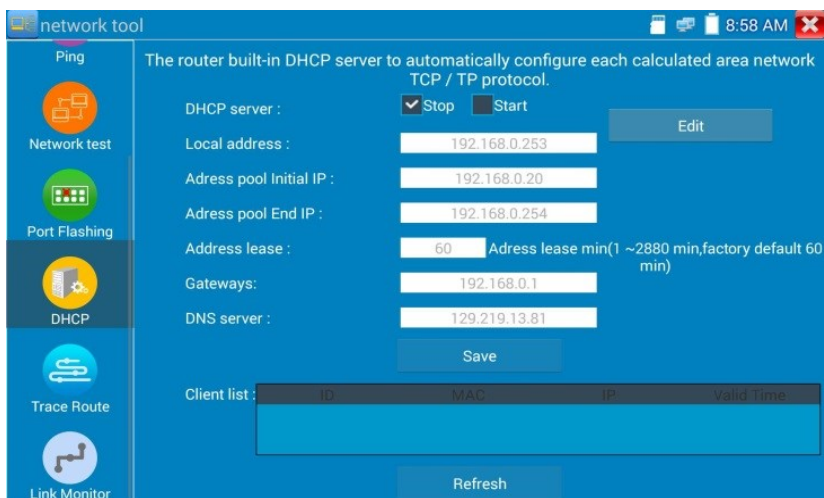 network tool
8:58 AM
Ping
Network test
Port Flashing
DHCP
Trace Route
Link Monitor
The router built-in DHCP server to automatically configure each calculated area network
TCP / TP protocol.
DHCP server :
Stop
Start
Edit
Local address :
192.168.0.253
Adress pool Initial IP :
192.168.0.20
Adress pool End IP :
192.168.0.254
Address lease :
60
Adress lease min(1 ~2880 min,factory default 60
min)
Gateways:
192.168.0.1
DNS server :
129.219.13.81
Save
Client list :
ID
MAC
IP
Valid Time
Refresh